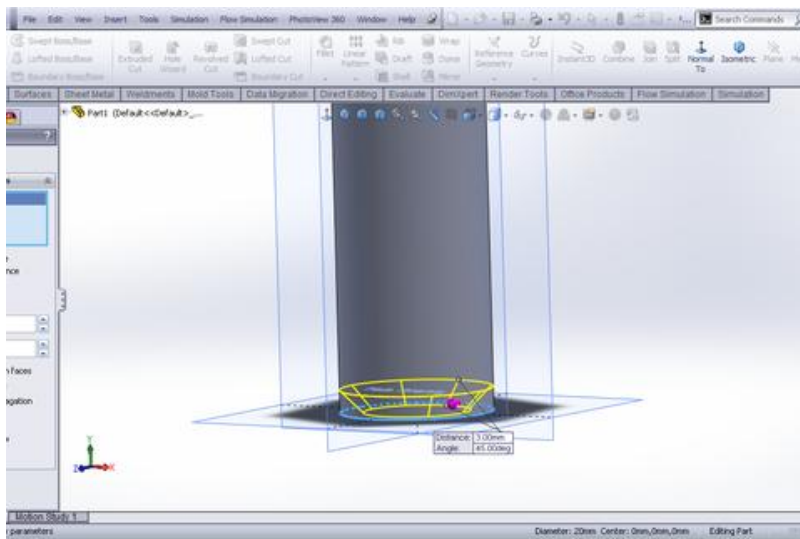 File Edit View Insert Tools Simulation Flow Simulation PhotoView 360 Window Help Search Commands
Swept Boss/Base
Lofted Boss/Base
Boundary Boss/Base
Extruded Cut
Hole Wizard
Revolved Cut
Swept Cut
Lofted Cut
Boundary Cut
Fillet
Linear Pattern
Rib
Draft
Shell
Wrap
Dome
Mirror
Reference Geometry
Curves
Instant3D
Combine
Join
Split
Normal To
Isometric
Plane
Surfaces Sheet Metal Weldments Mold Tools Data Migration Direct Editing Evaluate DimXpert Render Tools Office Products Flow Simulation Simulation
Part1 (Default<<Default>_...
nce
n faces
agation
Distance: 3.00mm
Angle: 45.00deg
Y
Z X
Motion Study 1
parameters Diameter: 20mm Center: 0mm,0mm,0mm Editing Part